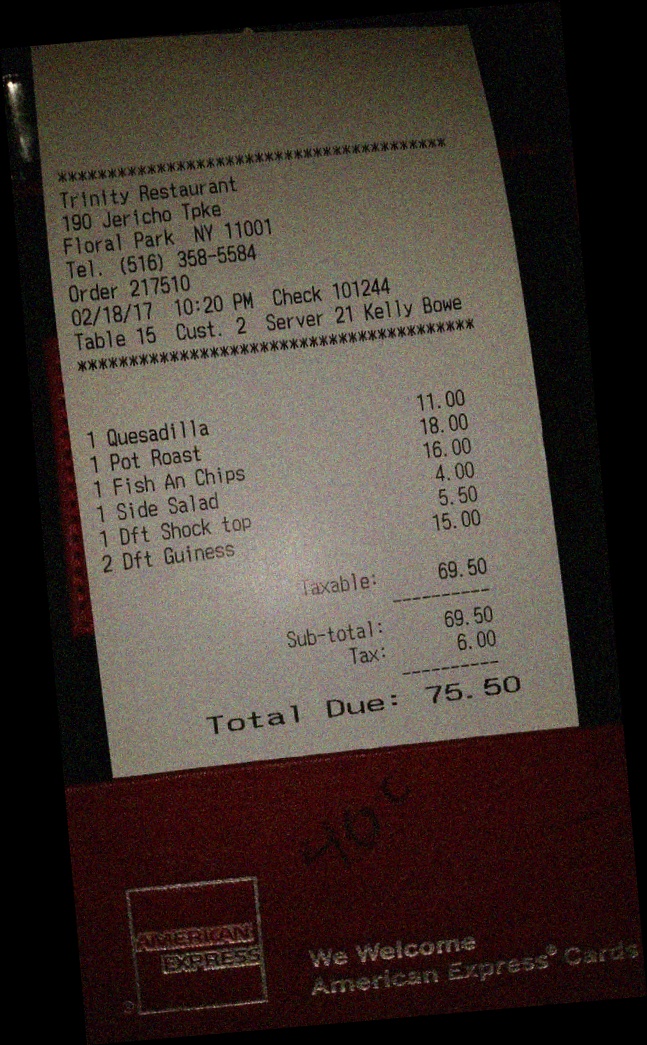 ***************************************
Trinity Restaurant
190 Jericho Tpke
Floral Park NY 11001
Tel. (516) 358-5584
Order 217510
02/18/17 10:20 PM Check 101244
Table 15 Cust. 2 Server 21 Kelly Bowe
***************************************
1 Quesadilla 11.00
1 Pot Roast 18.00
1 Fish An Chips 16.00
1 Side Salad 4.00
1 Dft Shock top 5.50
2 Dft Guiness 15.00
Taxable: 69.50
----------
Sub-total: 69.50
Tax: 6.00
----------
Total Due: 75.50
AMERICAN
EXPRESS
®
We Welcome
American Express® Cards